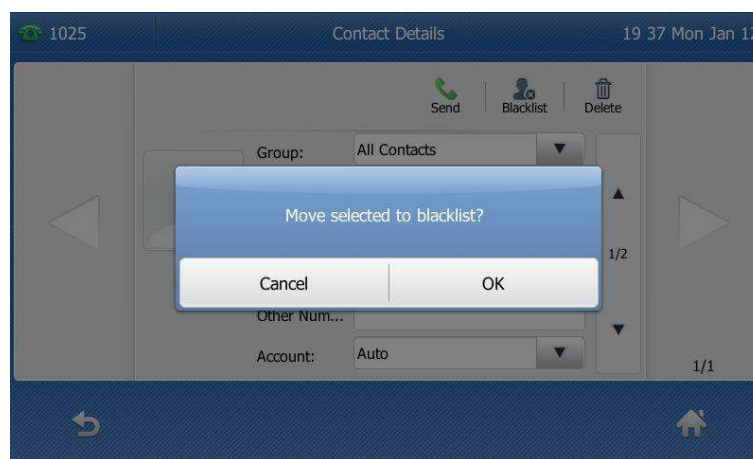 1025 Contact Details 19 37 Mon Jan 12
Send Blacklist Delete
Group: All Contacts
Move selected to blacklist?
1/2
Cancel OK
Other Num...
Account: Auto
1/1